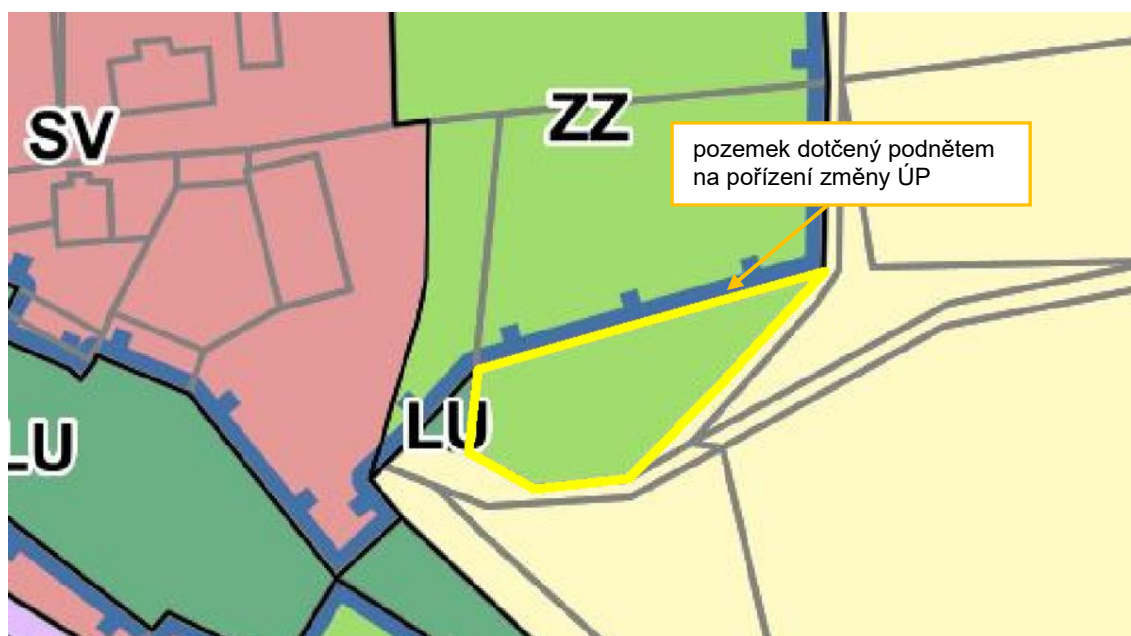 SV
ZZ
pozemek dotčený podnětem
na pořízení změny ÚP
LU
LU